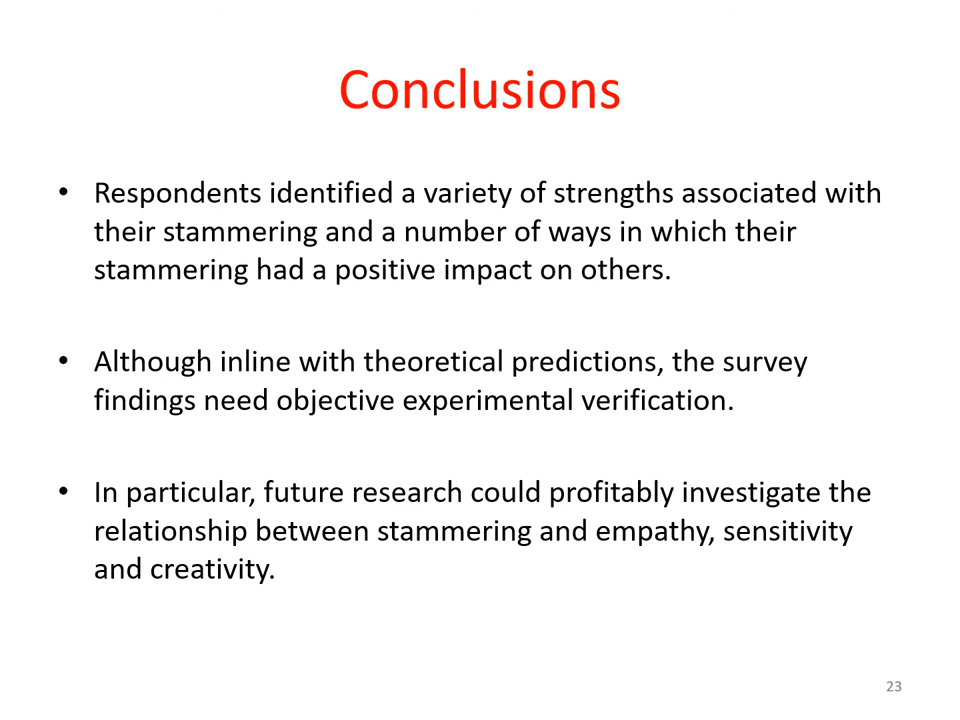 Conclusions
• Respondents identified a variety of strengths associated with
their stammering and a number of ways in which their
stammering had a positive impact on others.
• Although inline with theoretical predictions, the survey
findings need objective experimental verification.
• In particular, future research could profitably investigate the
relationship between stammering and empathy, sensitivity
and creativity.
23